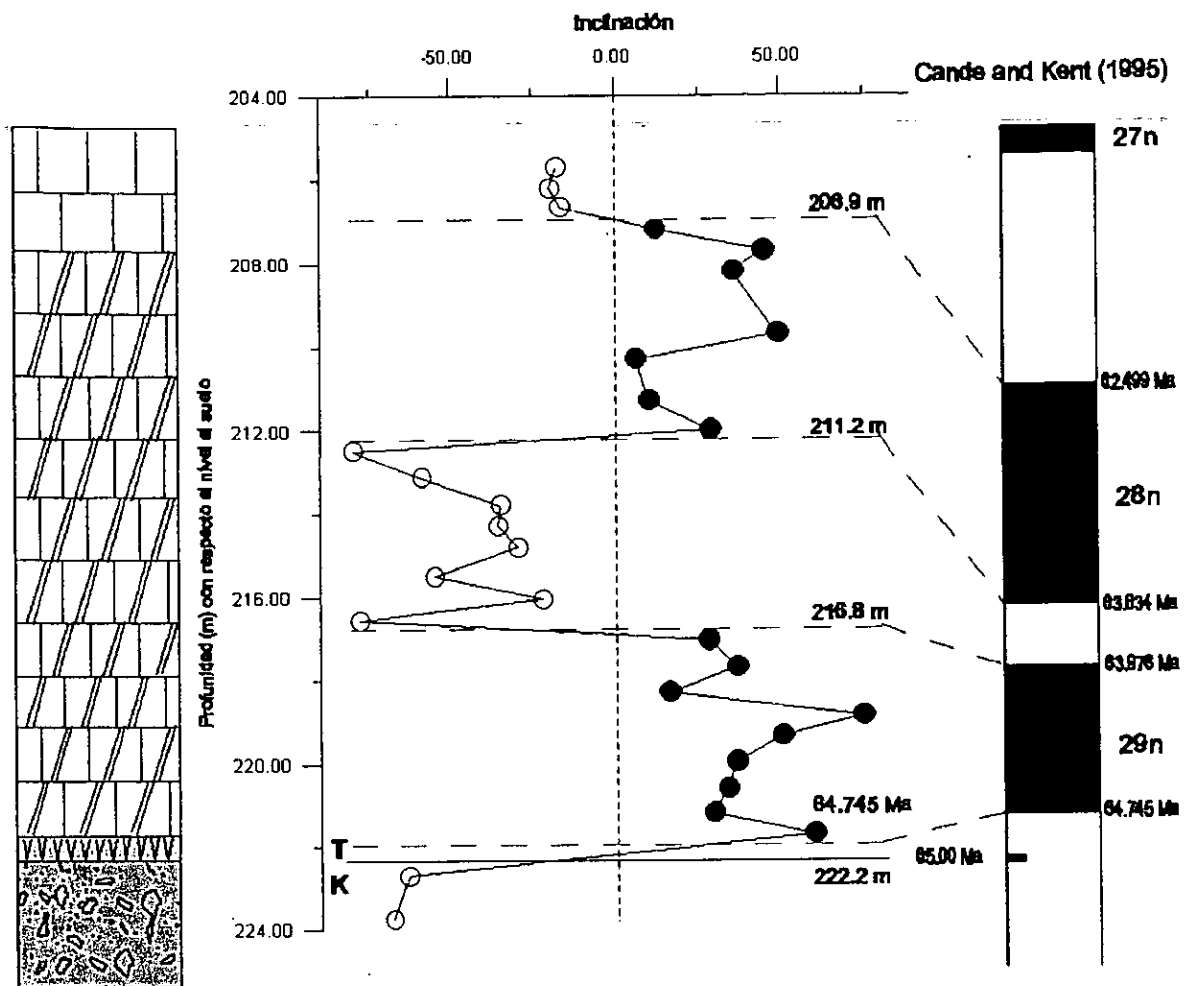 Inclinación
-50.00 0.00 50.00
Cande and Kent (1995)
204.00
27n
206.9 m
208.00
62.499 Ma
Profunidad (m) con respecto al nivel el suelo
212.00
211.2 m
28n
216.00
63.634 Ma
216.8 m
63.976 Ma
29n
220.00
64.745 Ma
64.745 Ma
T
65.00 Ma
K
222.2 m
224.00